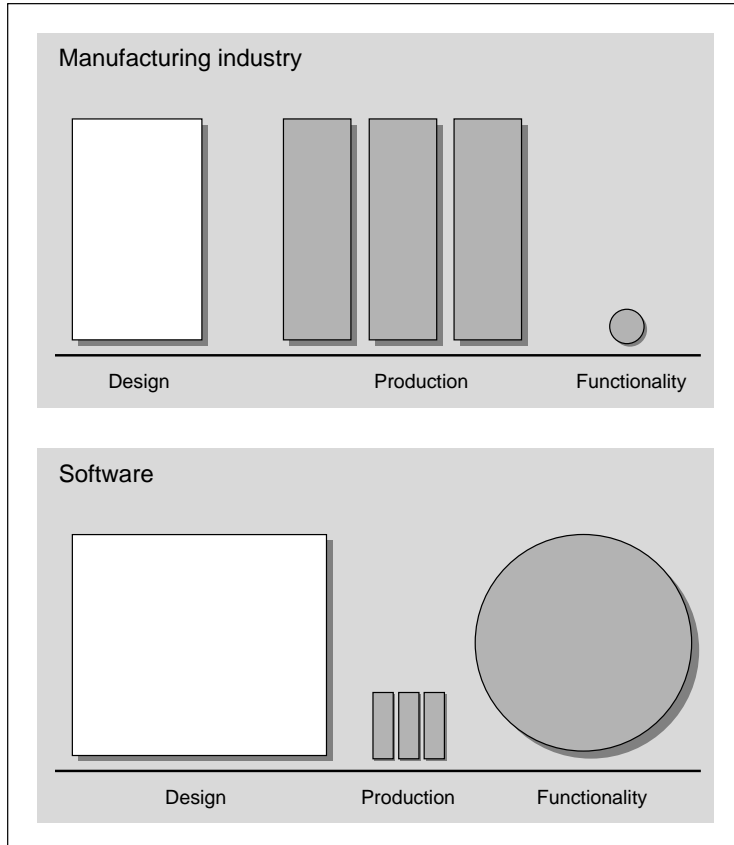 Manufacturing industry
Design Production Functionality
Software
Design Production Functionality